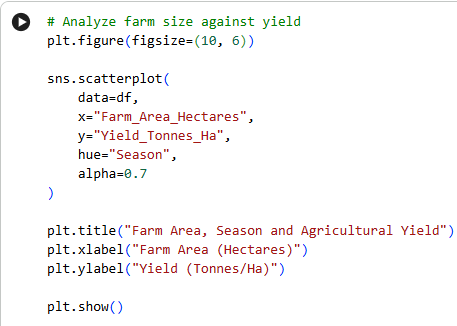 # Analyze farm size against yield
plt.figure(figsize=(10, 6))
sns.scatterplot(
    data=df,
    x="Farm_Area_Hectares",
    y="Yield_Tonnes_Ha",
    hue="Season",
    alpha=0.7
)
plt.title("Farm Area, Season and Agricultural Yield")
plt.xlabel("Farm Area (Hectares)")
plt.ylabel("Yield (Tonnes/Ha)")
plt.show()